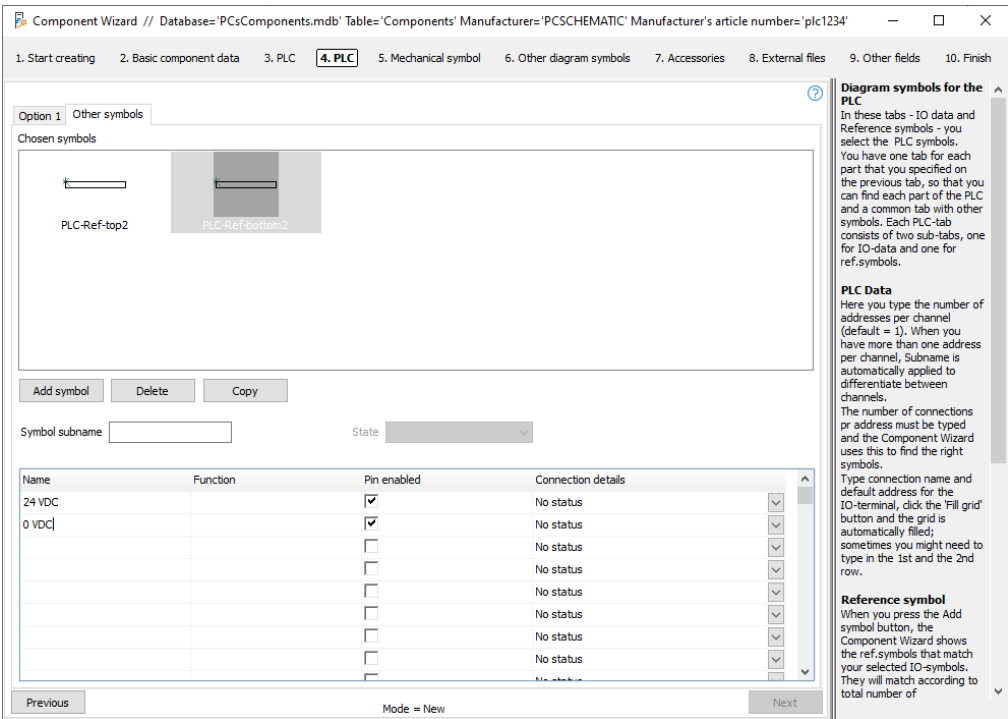 Component Wizard // Database='PCsComponents.mdb' Table='Components' Manufacturer='PCSCHEMATIC' Manufacturer's article number='plc1234'
1. Start creating 2. Basic component data 3. PLC 4. PLC 5. Mechanical symbol 6. Other diagram symbols 7. Accessories 8. External files 9. Other fields 10. Finish
Option 1 Other symbols
Chosen symbols
PLC-Ref-top2 PLC-Ref-bottom2
Add symbol Delete Copy
Symbol subname State
Name Function Pin enabled Connection details
24 VDC No status
0 VDC No status
No status
No status
No status
No status
No status
No status
No status
Previous Mode = New Next
Diagram symbols for the
PLC
In these tabs - IO data and
Reference symbols - you
select the PLC symbols.
You have one tab for each
part that you specified on
the previous tab, so that you
can find each part of the PLC
and a common tab with other
symbols. Each PLC-tab
consists of two sub-tabs, one
for IO-data and one for
ref.symbols.
PLC Data
Here you type the number of
addresses per channel
(default = 1). When you
have more than one address
per channel, Subname is
automatically applied to
differentiate between
channels.
The number of connections
pr address must be typed
and the Component Wizard
uses this to find the right
symbols.
Type connection name and
default address for the
IO-terminal, click the 'Fill grid'
button and the grid is
automatically filled;
sometimes you might need to
type in the 1st and the 2nd
row.
Reference symbol
When you press the Add
symbol button, the
Component Wizard shows
the ref.symbols that match
your selected IO-symbols.
They will match according to
total number of